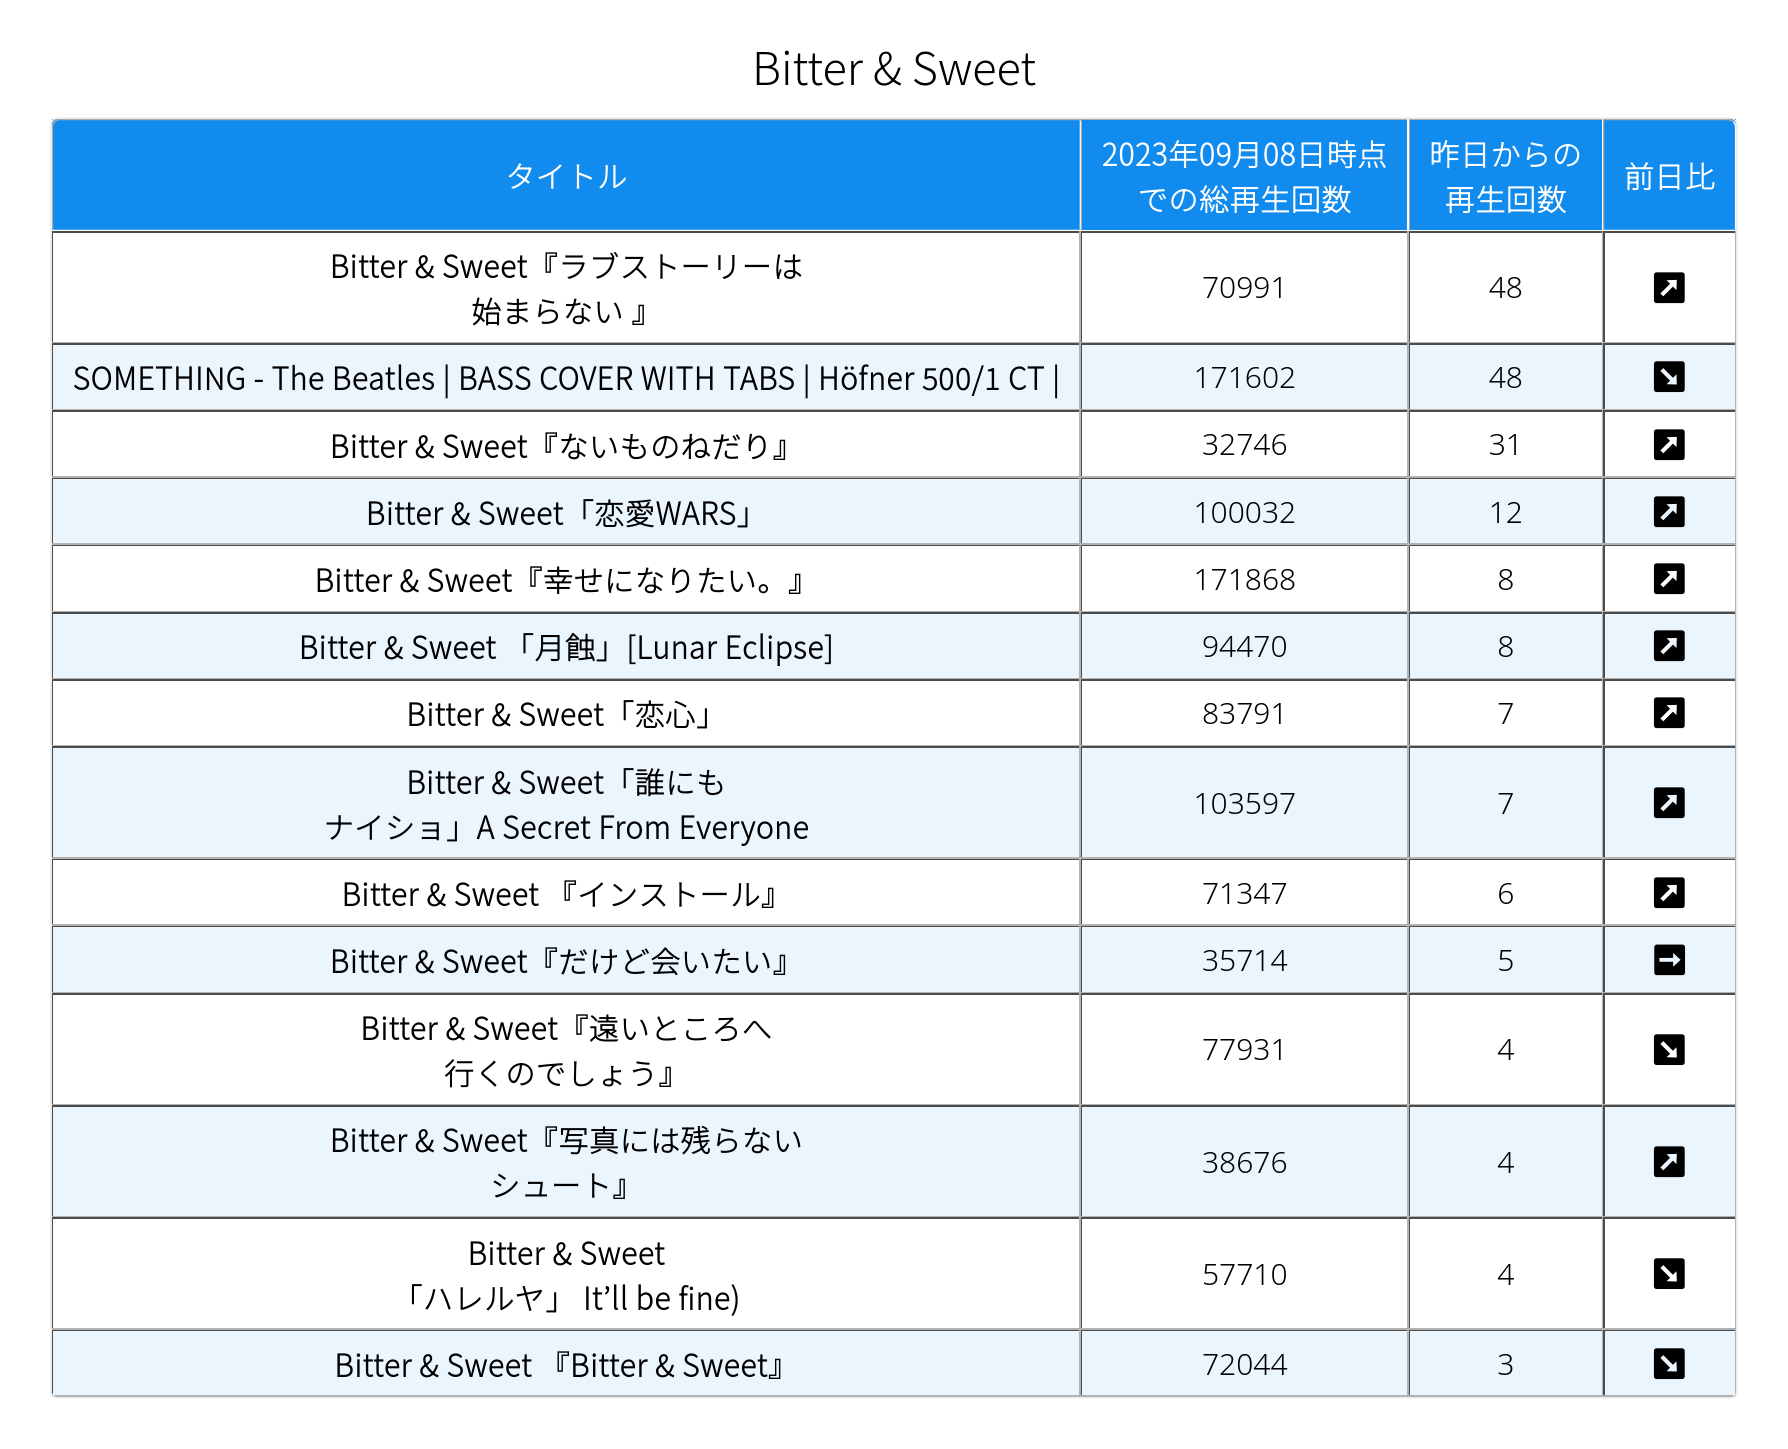 Bitter & Sweet
タイトル
2023年09月08日時点
での総再生回数
昨日からの
再生回数
前日比
Bitter & Sweet『ラブストーリーは
始まらない 』
70991
48
SOMETHING - The Beatles | BASS COVER WITH TABS | Höfner 500/1 CT |
171602
48
Bitter & Sweet『ないものねだり』
32746
31
Bitter & Sweet「恋愛WARS」
100032
12
Bitter & Sweet『幸せになりたい。』
171868
8
Bitter & Sweet 「月蝕」[Lunar Eclipse]
94470
8
Bitter & Sweet「恋心」
83791
7
Bitter & Sweet「誰にも
ナイショ」A Secret From Everyone
103597
7
Bitter & Sweet 『インストール』
71347
6
Bitter & Sweet『だけど会いたい』
35714
5
Bitter & Sweet『遠いところへ
行くのでしょう』
77931
4
Bitter & Sweet『写真には残らない
シュート』
38676
4
Bitter & Sweet
「ハレルヤ」 It’ll be fine)
57710
4
Bitter & Sweet 『Bitter & Sweet』
72044
3